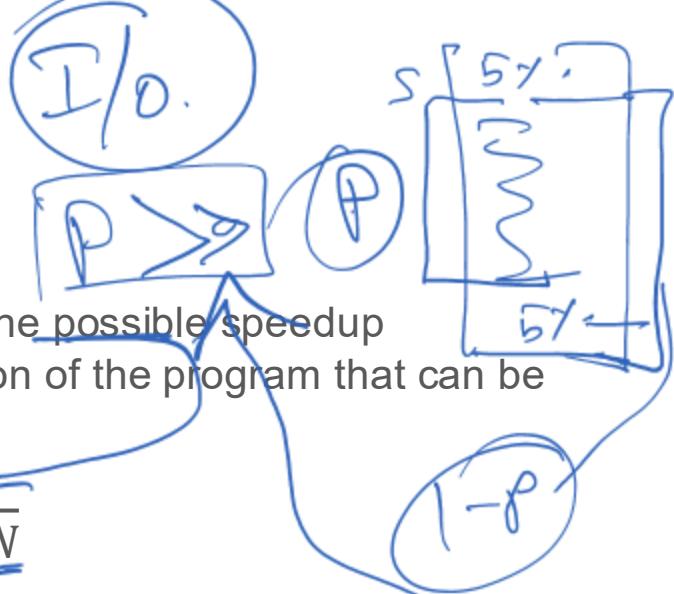 I/O.
S 5%.
P >> P
he possible speedup
5%
on of the program that can be
1-P
N